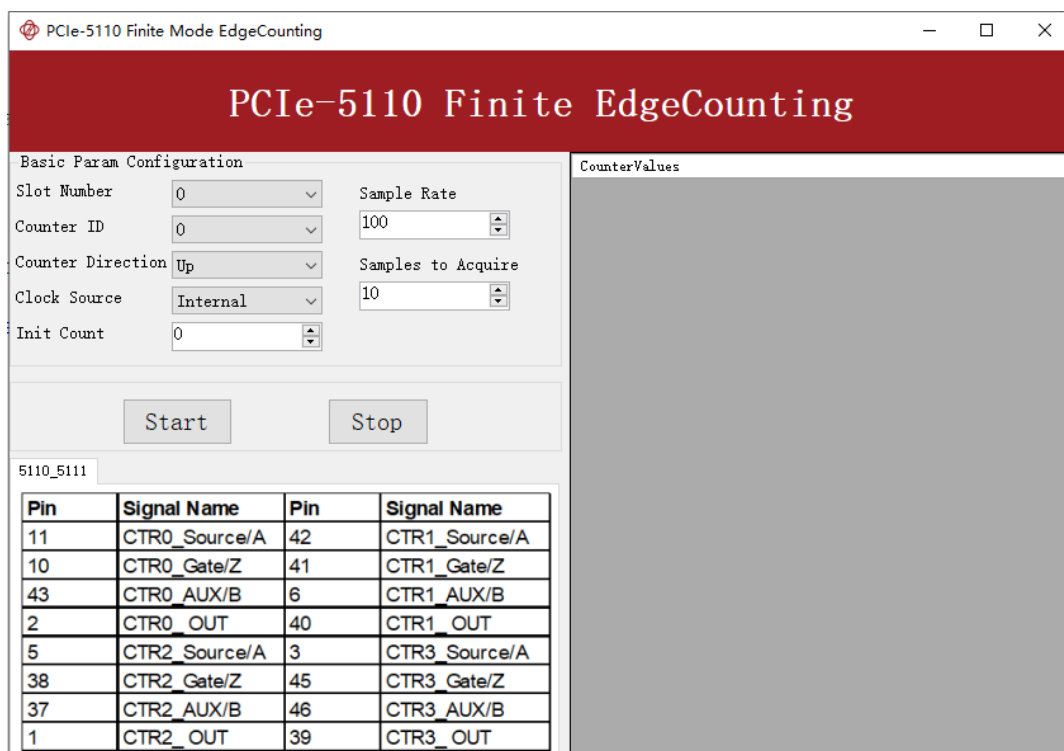 PCIe-5110 Finite Mode EdgeCounting
PCIe-5110 Finite EdgeCounting
Basic Param Configuration
Slot Number 0
Counter ID 0
Counter Direction Up
Clock Source Internal
Init Count 0
Sample Rate
100
Samples to Acquire
10
Start Stop
CounterValues
5110_5111
Pin Signal Name Pin Signal Name
11 CTR0_Source/A 42 CTR1_Source/A
10 CTR0_Gate/Z 41 CTR1_Gate/Z
43 CTR0_AUX/B 6 CTR1_AUX/B
2 CTR0_ OUT 40 CTR1_ OUT
5 CTR2_Source/A 3 CTR3_Source/A
38 CTR2_Gate/Z 45 CTR3_Gate/Z
37 CTR2_AUX/B 46 CTR3_AUX/B
1 CTR2_ OUT 39 CTR3_ OUT